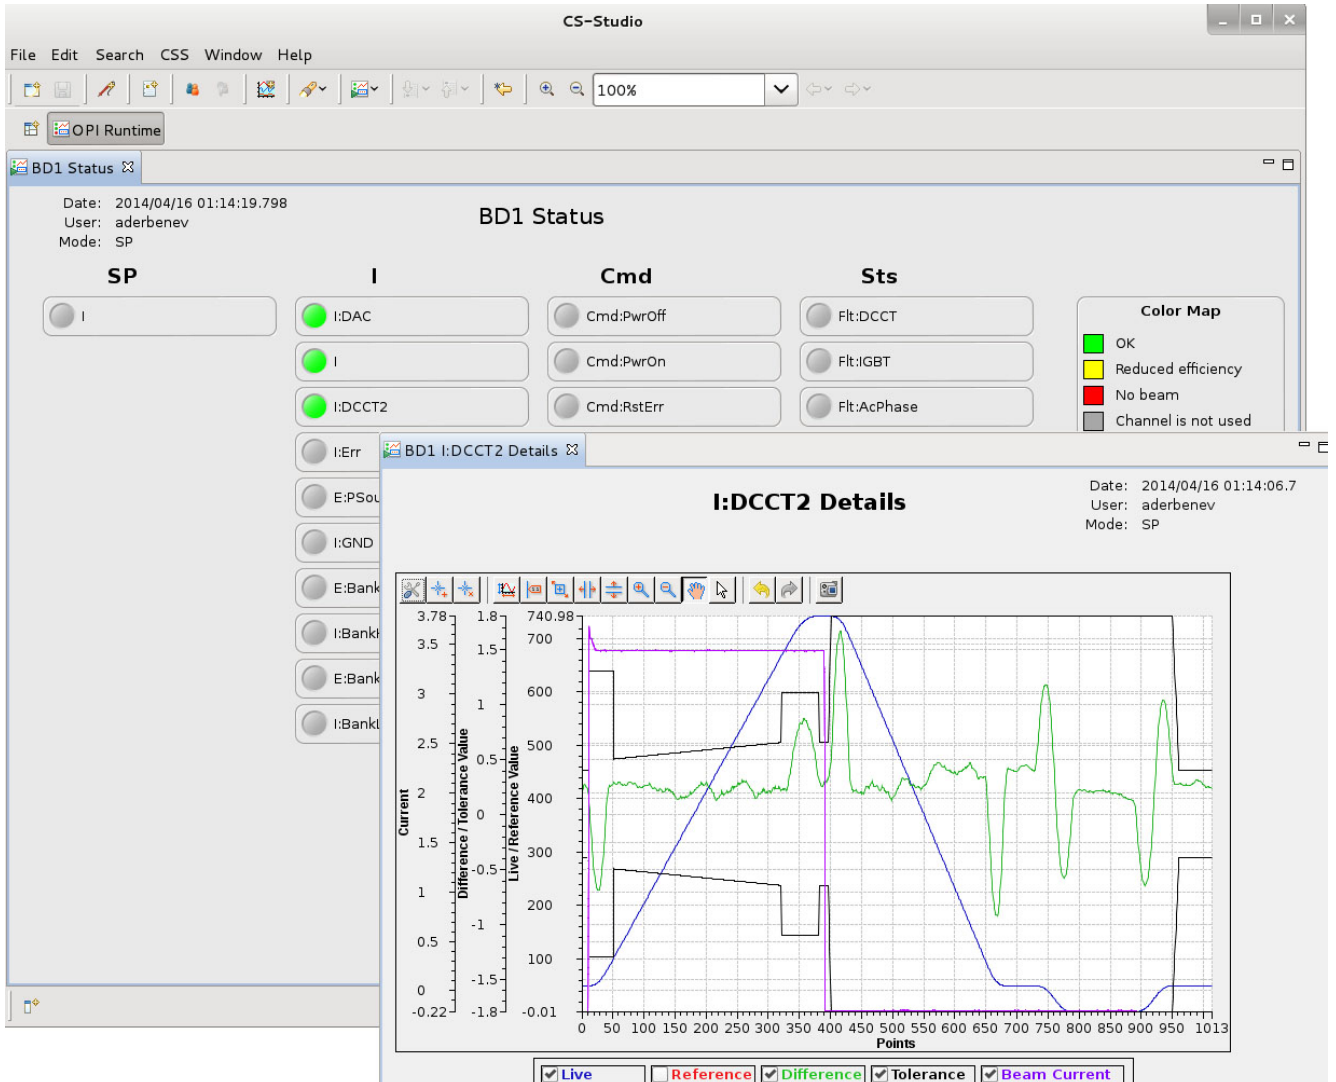 CS-Studio
File Edit Search CSS Window Help
100%
OPI Runtime
BD1 Status
Date: 2014/04/16 01:14:19.798
User: aderbenev
Mode: SP
BD1 Status
SP I Cmd Sts
I I:DAC Cmd:PwrOff Flt:DCCT
I Cmd:PwrOn Flt:IGBT
I:DCCT2 Cmd:RstErr Flt:AcPhase
Color Map
OK
Reduced efficiency
No beam
Channel is not used
I:Err
E:PSou
I:GND
E:Bank
I:Bank
E:Bank
I:Bank
BD1 I:DCCT2 Details
I:DCCT2 Details
Date: 2014/04/16 01:14:06.7
User: aderbenev
Mode: SP
Current
3.78
3.5
3
2.5
2
1.5
1
0.5
0
-0.22
Difference / Tolerance Value
1.8
1.5
1
0.5
0
-0.5
-1
-1.5
-1.8
Live / Reference Value
740.98
700
600
500
400
300
200
100
-0.01
0 50 100 150 200 250 300 350 400 450 500 550 600 650 700 750 800 850 900 950 1013
Points
Live Reference Difference Tolerance Beam Current